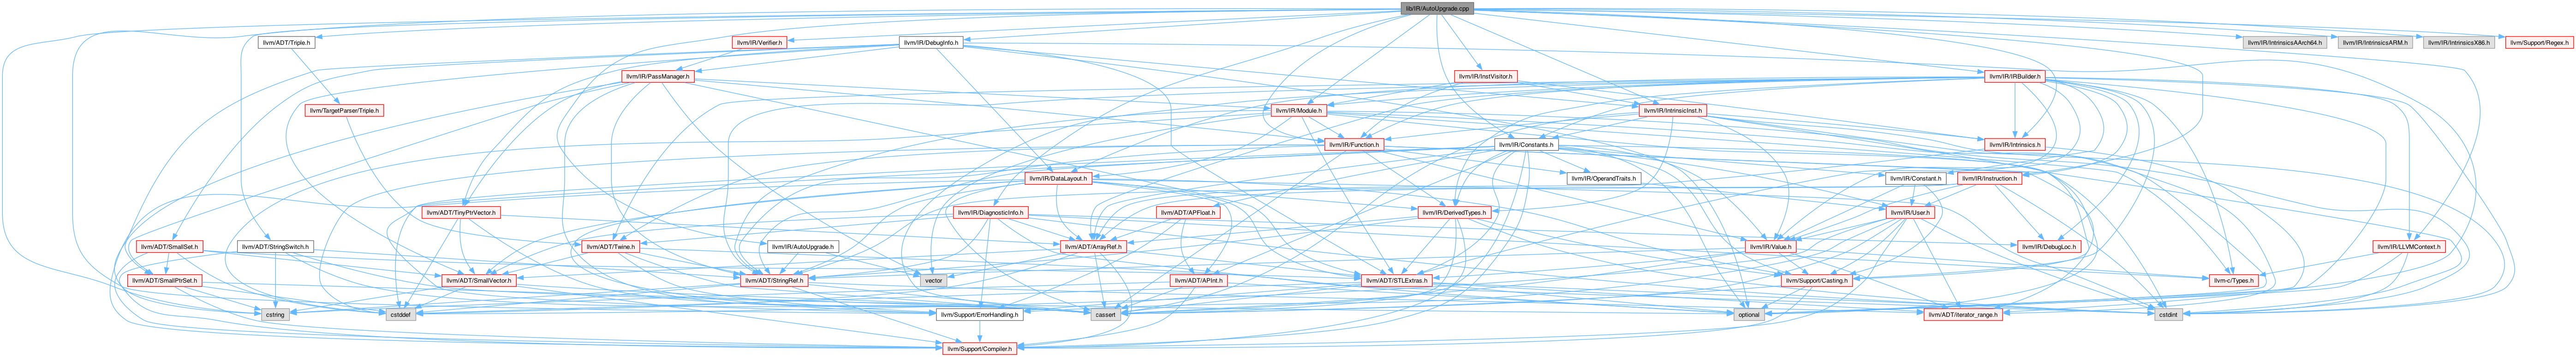 lib/IR/AutoUpgrade.cpp
llvm/ADT/Triple.h
llvm/IR/Verifier.h
llvm/IR/DebugInfo.h
llvm/IR/IntrinsicsAArch64.h
llvm/IR/IntrinsicsARM.h
llvm/IR/IntrinsicsX86.h
llvm/Support/Regex.h
llvm/IR/PassManager.h
llvm/IR/InstVisitor.h
llvm/IR/IRBuilder.h
llvm/TargetParser/Triple.h
llvm/IR/Module.h
llvm/IR/IntrinsicInst.h
llvm/IR/Function.h
llvm/IR/Constants.h
llvm/IR/Intrinsics.h
llvm/IR/DataLayout.h
llvm/IR/OperandTraits.h
llvm/IR/Constant.h
llvm/IR/Instruction.h
llvm/ADT/TinyPtrVector.h
llvm/IR/DiagnosticInfo.h
llvm/ADT/APFloat.h
llvm/IR/DerivedTypes.h
llvm/IR/User.h
llvm/ADT/SmallSet.h
llvm/ADT/StringSwitch.h
llvm/ADT/Twine.h
llvm/IR/AutoUpgrade.h
llvm/ADT/ArrayRef.h
llvm/IR/Value.h
llvm/IR/DebugLoc.h
llvm/IR/LLVMContext.h
llvm/ADT/SmallPtrSet.h
llvm/ADT/SmallVector.h
llvm/ADT/StringRef.h
vector
llvm/ADT/APInt.h
llvm/ADT/STLExtras.h
llvm/Support/Casting.h
llvm-c/Types.h
cstring
cstddef
llvm/Support/ErrorHandling.h
cassert
optional
llvm/ADT/iterator_range.h
cstdint
llvm/Support/Compiler.h